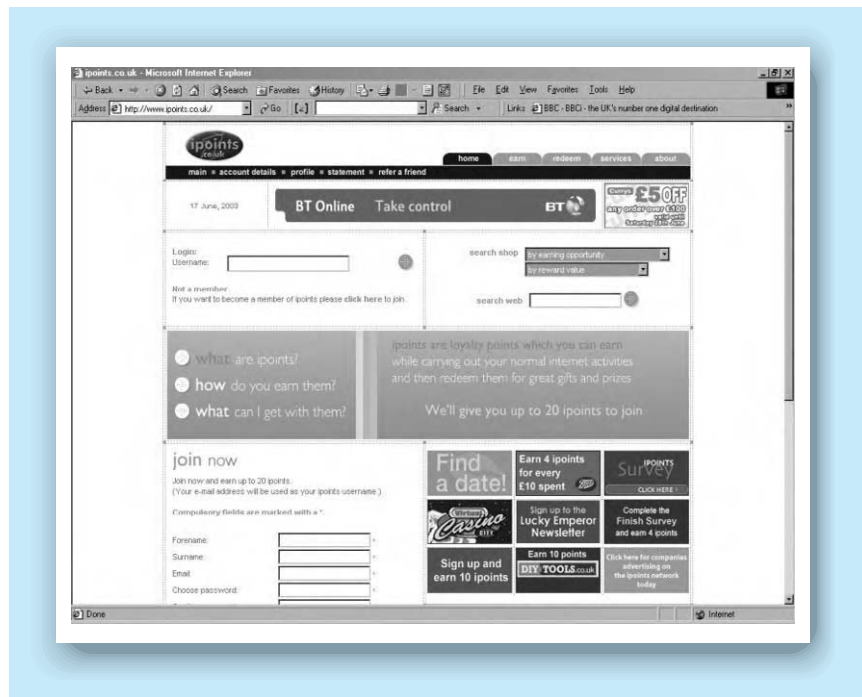 ipoints.co.uk - Microsoft Internet Explorer
Back Search Favorites History File Edit View Favorites Tools Help
Address http://www.ipoints.co.uk/ Go Search Links BBC - BBCi - the UK's number one digital destination
ipoints
home earn redeem services about
main account details profile statement refer a friend
17 June, 2003
BT Online Take control BT
Currys £5 OFF
any order over £100
valid until
Saturday 28th June
Login:
Username:
Not a member
If you want to become a member of ipoints please click here to join.
search shop by earning opportunity
by reward value
search web
what are ipoints?
how do you earn them?
what can I get with them?
ipoints are loyalty points which you can earn
while carrying out your normal internet activities
and then redeem them for great gifts and prizes
We'll give you up to 20 ipoints to join
join now
Join now and earn up to 20 ipoints.
(Your e-mail address will be used as your ipoints username.)
Compulsory fields are marked with a *.
Forename: *
Surname: *
Email: *
Choose password: *
Find
a date!
Earn 4 ipoints
for every
£10 spent
Boots
IPOINTS
Survey
CLICK HERE
Virtual
Casino
CITY
Sign up to the
Lucky Emperor
Newsletter
Complete the
Finish Survey
and earn 4 ipoints
Sign up and
earn 10 ipoints
Earn 10 points
DIY TOOLS.co.uk
Click here for companies
advertising on
the ipoints network
today
Done Internet